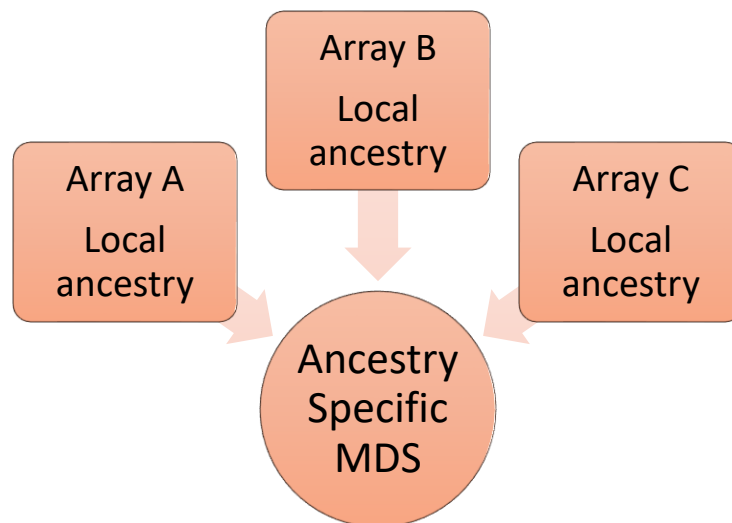 Array B
Local
ancestry
Array A
Local
ancestry
Array C
Local
ancestry
Ancestry
Specific
MDS